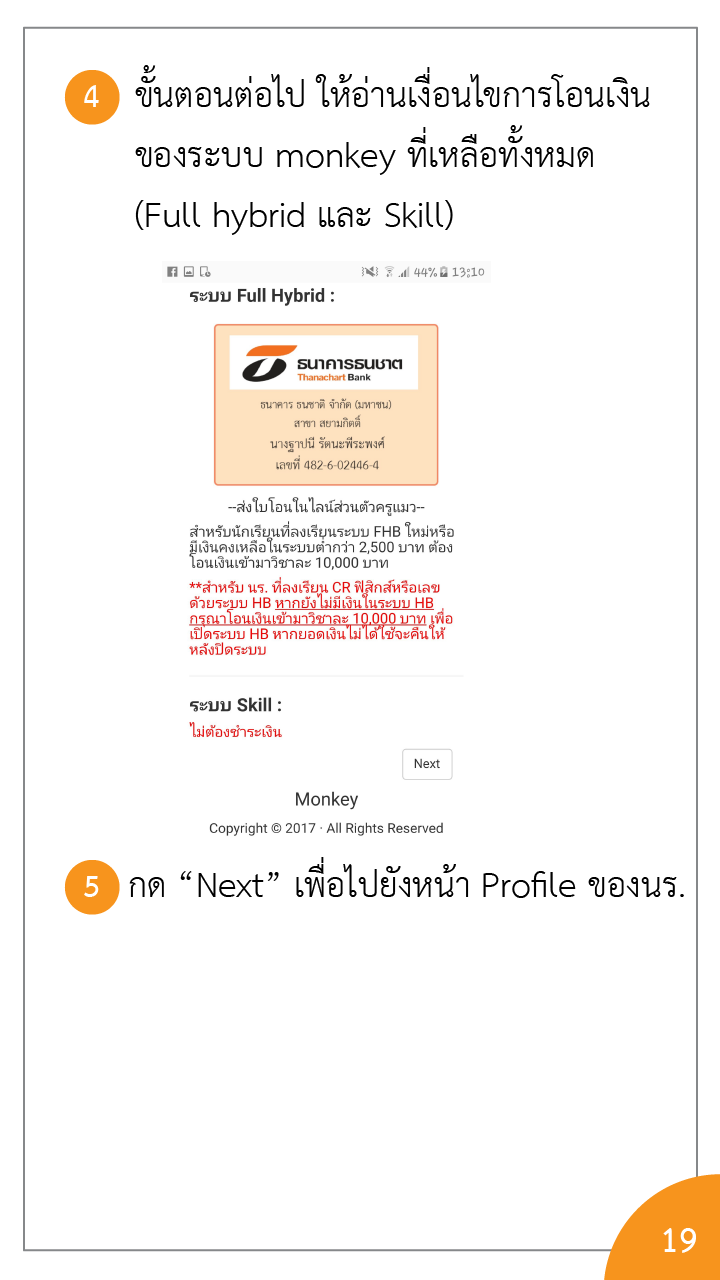 4 ขั้นตอนต่อไป ให้อ่านเงื่อนไขการโอนเงิน
ของระบบ monkey ที่เหลือทั้งหมด
(Full hybrid และ Skill)
44% 13:10
ระบบ Full Hybrid :
ธนาคารธนชาต
Thanachart Bank
ธนาคาร ธนชาติ จำกัด (มหาชน)
สาขา สยามกิตติ์
นางฐาปนี รัตนะพีระพงศ์
เลขที่ 482-6-02446-4
--ส่งใบโอนในไลน์ส่วนตัวครูแมว--
สำหรับนักเรียนที่ลงเรียนระบบ FHB ใหม่หรือ
มีเงินคงเหลือในระบบต่ำกว่า 2,500 บาท ต้อง
โอนเงินเข้ามาวิชาละ 10,000 บาท
**สำหรับ นร. ที่ลงเรียน CR ฟิสิกส์หรือเลข
ด้วยระบบ HB หากยังไม่มีเงินในระบบ HB
กรุณาโอนเงินเข้ามาวิชาละ 10,000 บาท เพื่อ
เปิดระบบ HB หากยอดเงินไม่ได้ใช้จะคืนให้
หลังปิดระบบ
ระบบ Skill :
ไม่ต้องชำระเงิน
Next
Monkey
Copyright © 2017 · All Rights Reserved
5 กด “Next” เพื่อไปยังหน้า Profile ของนร.
19